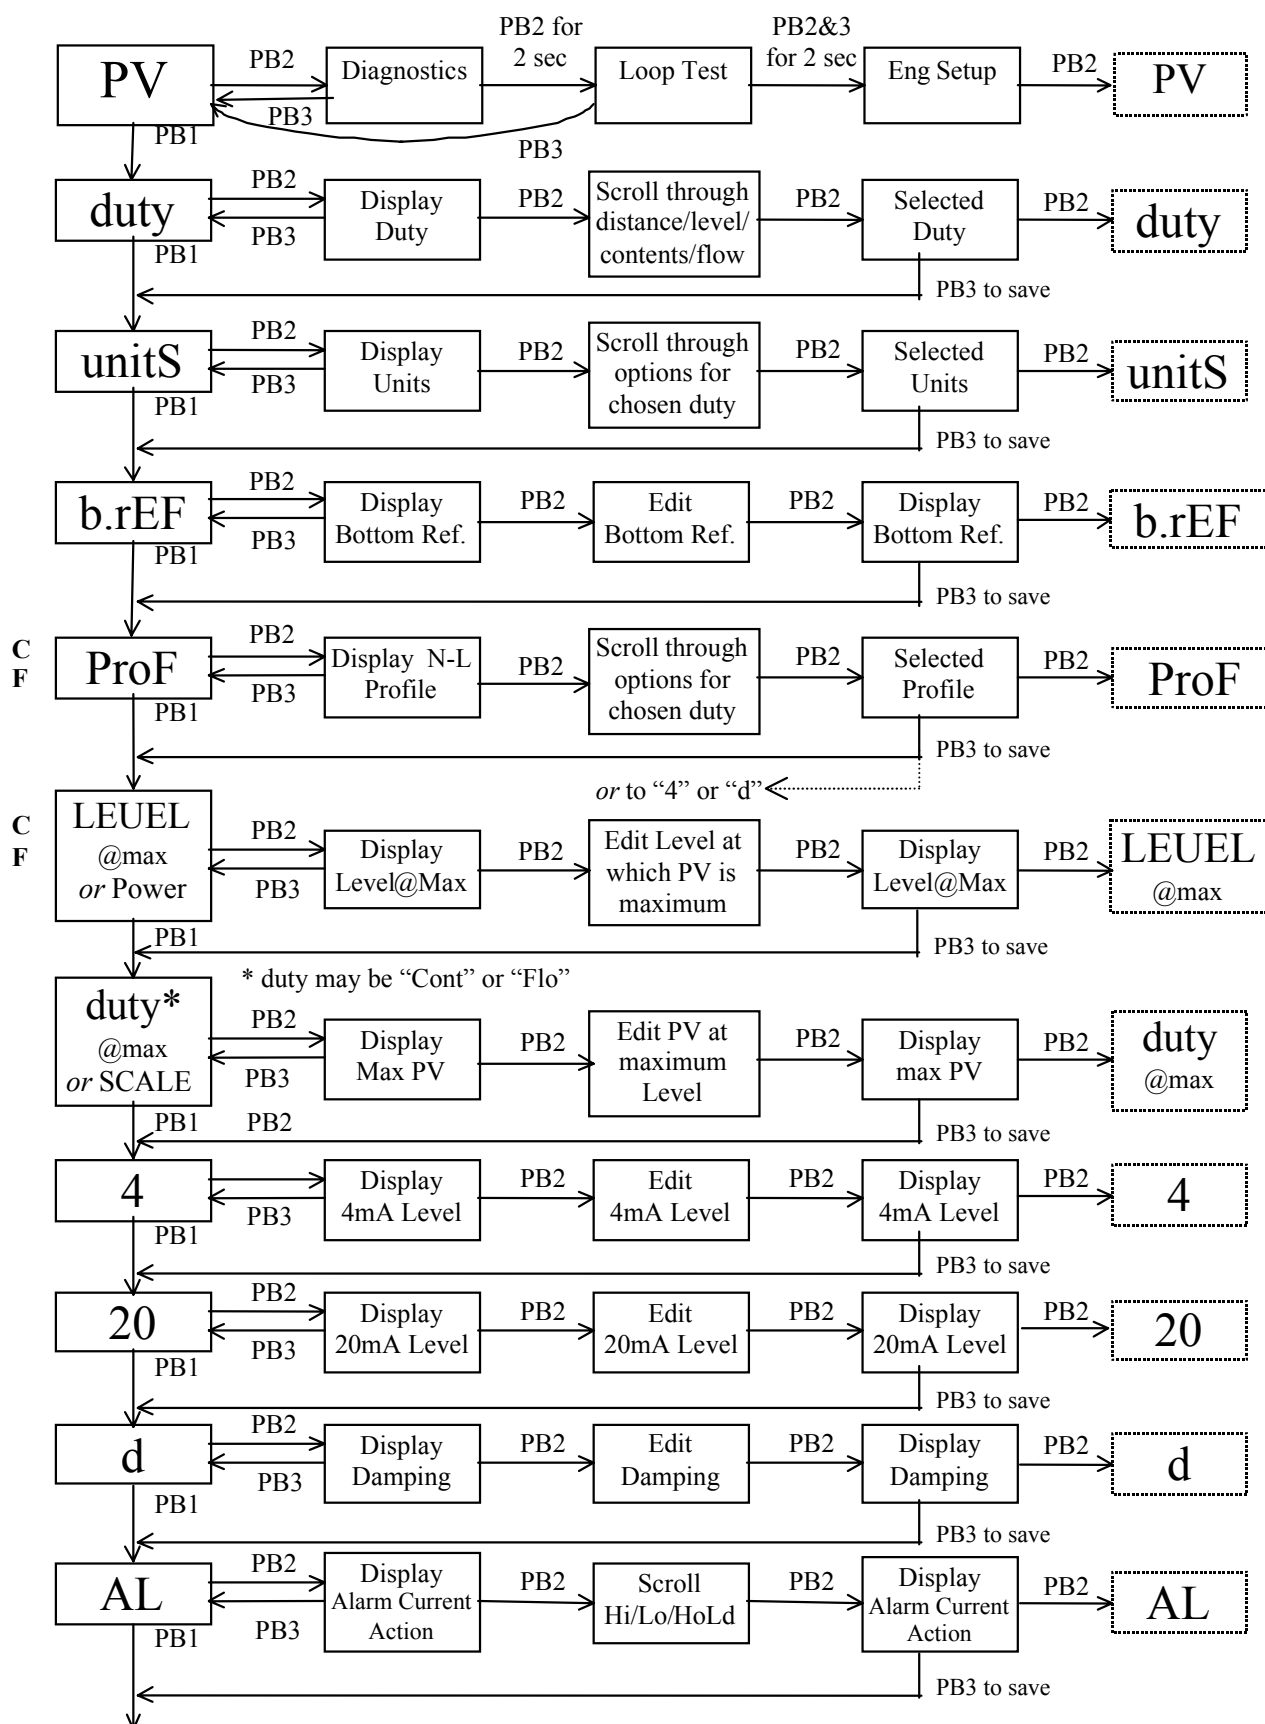 PB2 for
2 sec
PB2&3
for 2 sec
PV
PB2
Diagnostics
Loop Test
Eng Setup
PB2
PV
PB3
PB1
PB3
duty
PB2
Display
Duty
PB2
Scroll through
distance/level/
contents/flow
PB2
Selected
Duty
PB2
duty
PB3
PB1
PB3 to save
unitS
PB2
Display
Units
PB2
Scroll through
options for
chosen duty
PB2
Selected
Units
PB2
unitS
PB3
PB1
PB3 to save
b.rEF
PB2
Display
Bottom Ref.
PB2
Edit
Bottom Ref.
PB2
Display
Bottom Ref.
PB2
b.rEF
PB3
PB1
PB3 to save
C
F
ProF
PB2
Display N-L
Profile
PB2
Scroll through
options for
chosen duty
PB2
Selected
Profile
PB2
ProF
PB3
PB1
PB3 to save
or to “4” or “d”
C
F
LEUEL
@max
or Power
PB2
Display
Level@Max
PB2
Edit Level at
which PV is
maximum
PB2
Display
Level@Max
PB2
LEUEL
@max
PB3
PB1
PB3 to save
* duty may be “Cont” or “Flo”
duty*
@max
or SCALE
PB2
Display
Max PV
PB2
Edit PV at
maximum
Level
PB2
Display
max PV
PB2
duty
@max
PB3
PB1
PB2
PB3 to save
4
Display
4mA Level
PB2
Edit
4mA Level
PB2
Display
4mA Level
PB2
4
PB3
PB1
PB3 to save
20
PB2
Display
20mA Level
PB2
Edit
20mA Level
PB2
Display
20mA Level
PB2
20
PB3
PB1
PB3 to save
d
PB2
Display
Damping
PB2
Edit
Damping
PB2
Display
Damping
PB2
d
PB3
PB1
PB3 to save
AL
PB2
Display
Alarm Current
Action
PB2
Scroll
Hi/Lo/HoLd
PB2
Display
Alarm Current
Action
PB2
AL
PB3
PB1
PB3 to save